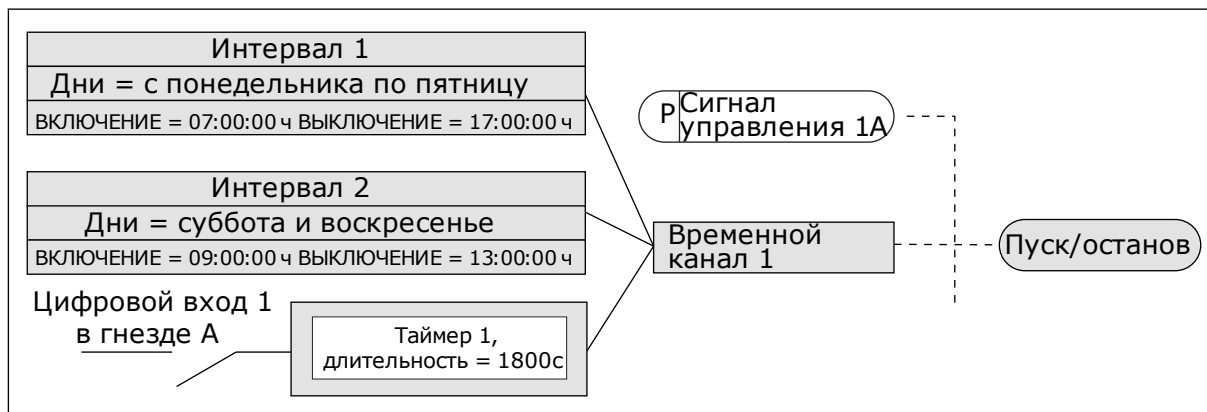 Интервал 1
Дни = с понедельника по пятницу
ВКЛЮЧЕНИЕ = 07:00:00 ч ВЫКЛЮЧЕНИЕ = 17:00:00 ч
Интервал 2
Дни = суббота и воскресенье
ВКЛЮЧЕНИЕ = 09:00:00 ч ВЫКЛЮЧЕНИЕ = 13:00:00 ч
Цифровой вход 1
в гнезде A
Таймер 1,
длительность = 1800с
P
Сигнал
управления 1A
Временной
канал 1
Пуск/останов